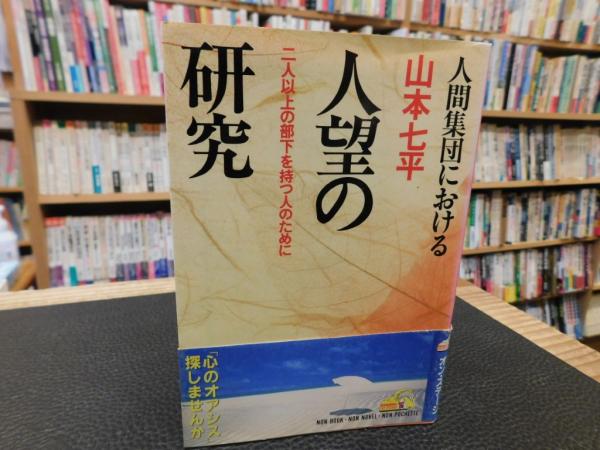 人間集団における
人望の
研究
山本七平
二人以上の部下を持つ人のために
「心のオアシス
探しませんか
NON BOOK・NON NOVEL・NON POCHETTE